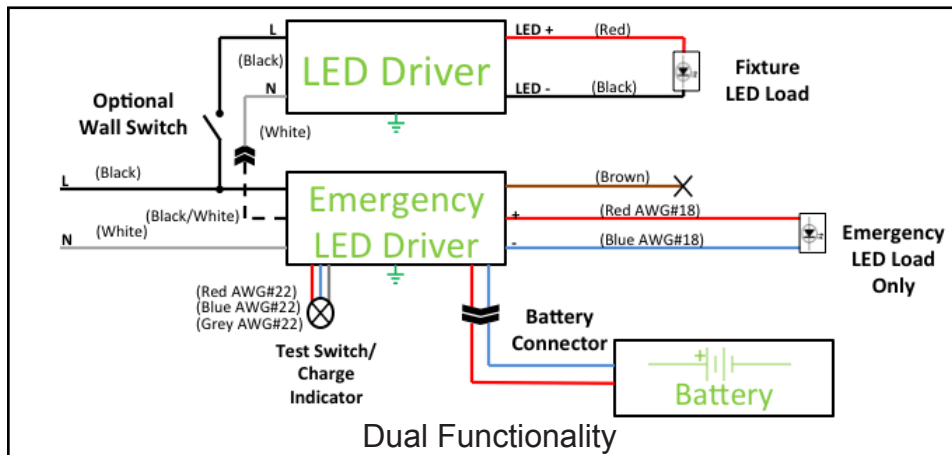 L
(Black)
LED Driver
LED +
(Red)
N
LED -
(Black)
Fixture
LED Load
Optional
Wall Switch
(White)
L
(Black)
(Black/White)
N
(White)
Emergency
LED Driver
(Brown)
+
(Red AWG#18)
-
(Blue AWG#18)
Emergency
LED Load
Only
(Red AWG#22)
(Blue AWG#22)
(Grey AWG#22)
Test Switch/
Charge
Indicator
Battery
Connector
+
Battery
Dual Functionality